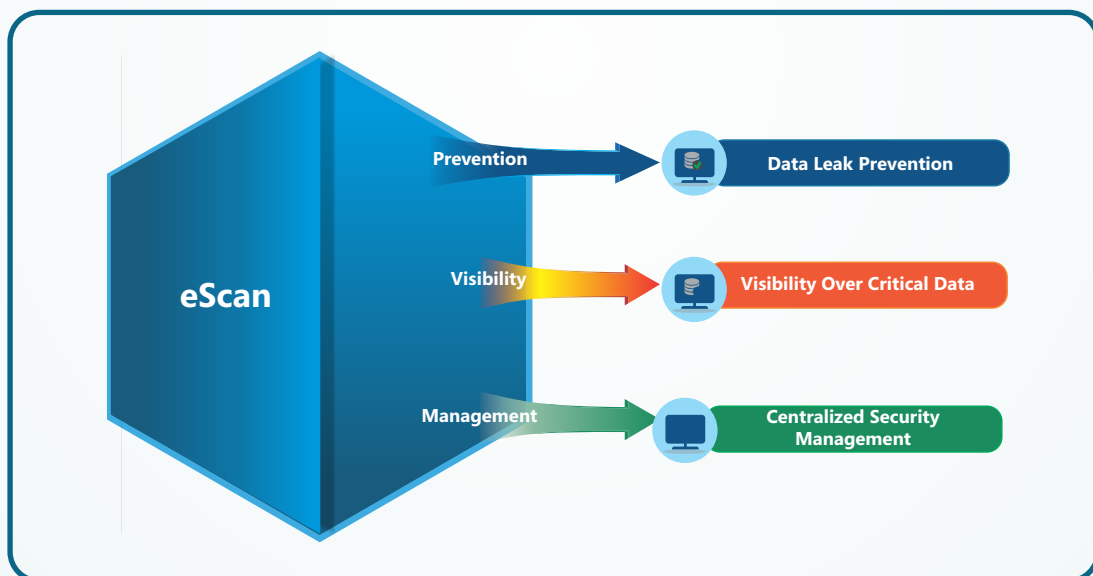 eScan
Prevention
Data Leak Prevention
Visibility
Visibility Over Critical Data
Management
Centralized Security
Management